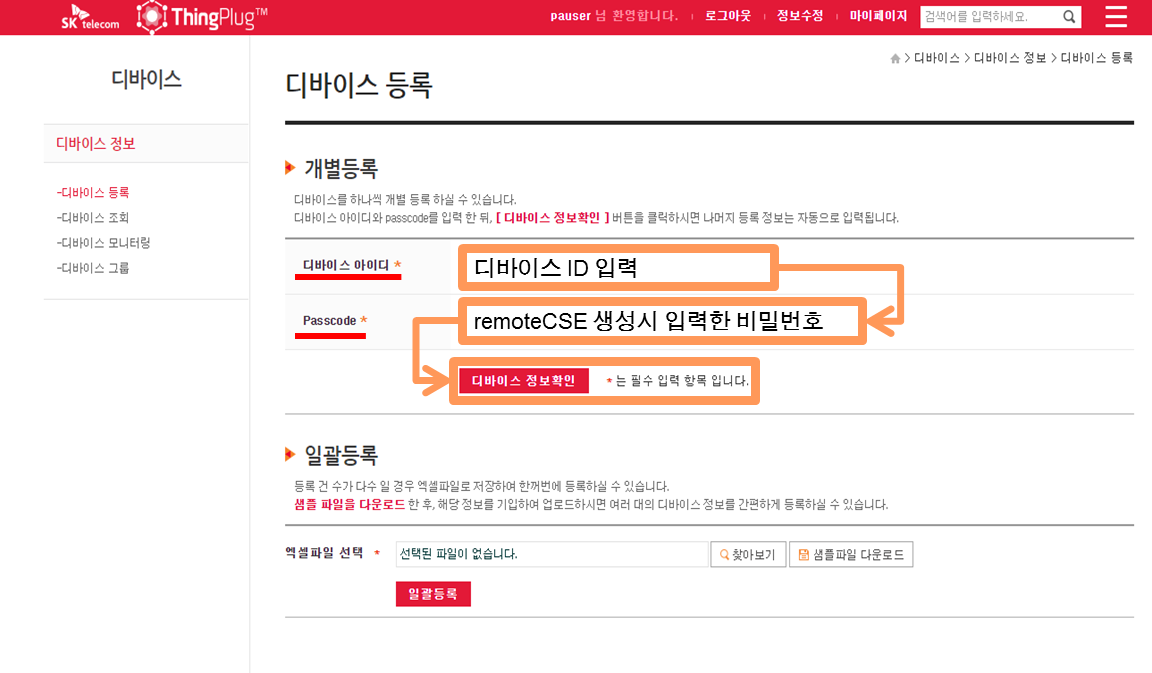 SK telecom ThingPlug™ pauser 님 환영합니다. 로그아웃 정보수정 마이페이지 검색어를 입력하세요.
> 디바이스 > 디바이스 정보 > 디바이스 등록
디바이스
디바이스 정보
-디바이스 등록
-디바이스 조회
-디바이스 모니터링
-디바이스 그룹
디바이스 등록
개별등록
디바이스를 하나씩 개별 등록 하실 수 있습니다.
디바이스 아이디와 passcode를 입력 한 뒤, [ 디바이스 정보확인 ] 버튼을 클릭하시면 나머지 등록 정보는 자동으로 입력됩니다.
디바이스 아이디 * 디바이스 ID 입력
Passcode * remoteCSE 생성시 입력한 비밀번호
디바이스 정보확인 * 는 필수 입력 항목 입니다.
일괄등록
등록 건 수가 다수 일 경우 엑셀파일로 저장하여 한꺼번에 등록하실 수 있습니다.
샘플 파일을 다운로드 한 후, 해당 정보를 기입하여 업로드하시면 여러 대의 디바이스 정보를 간편하게 등록하실 수 있습니다.
엑셀파일 선택 * 선택된 파일이 없습니다. 찾아보기 샘플파일 다운로드
일괄등록